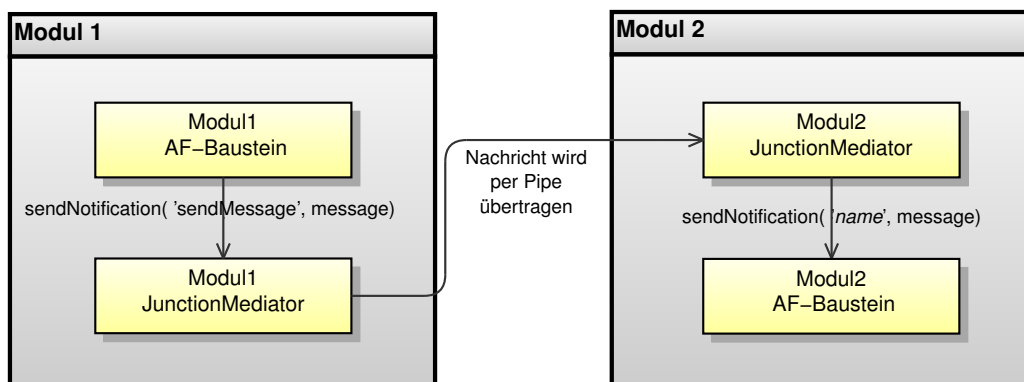 Modul 1
Modul1
AF−Baustein
sendNotification( 'sendMessage', message)
Modul1
JunctionMediator
Nachricht wird
per Pipe
übertragen
Modul 2
Modul2
JunctionMediator
sendNotification( 'name', message)
Modul2
AF−Baustein